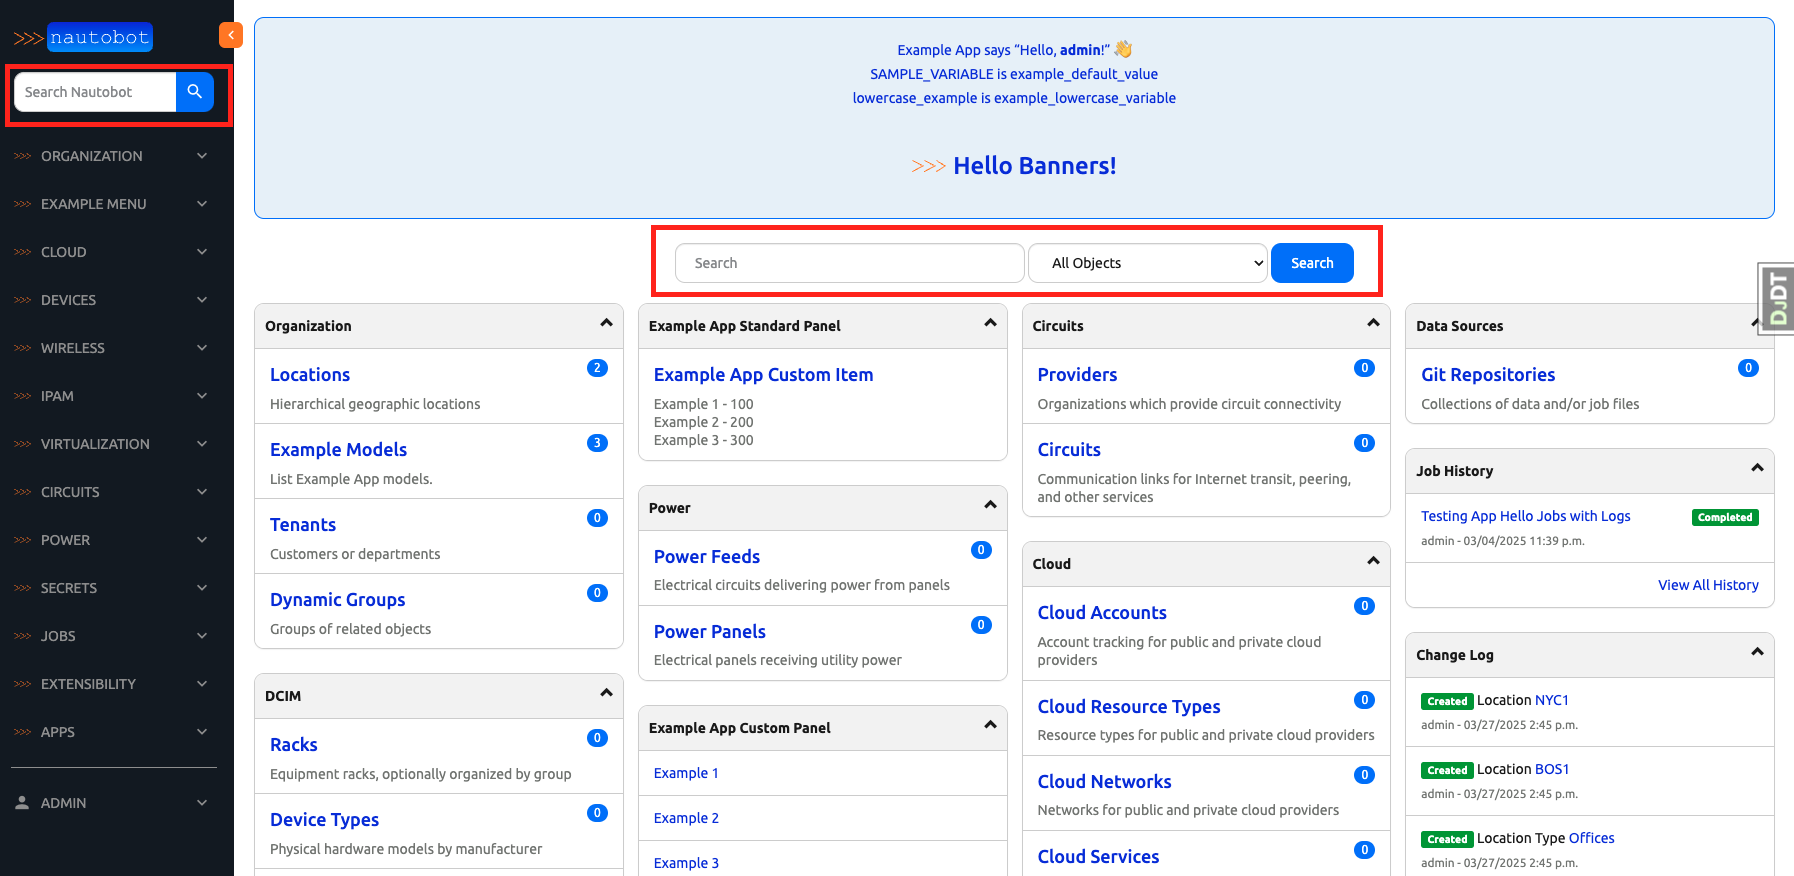 >>> nautobot
Search Nautobot
>>> ORGANIZATION
>>> EXAMPLE MENU
>>> CLOUD
>>> DEVICES
>>> WIRELESS
>>> IPAM
>>> VIRTUALIZATION
>>> CIRCUITS
>>> POWER
>>> SECRETS
>>> JOBS
>>> EXTENSIBILITY
>>> APPS
ADMIN
Example App says “Hello, admin!” 👋
SAMPLE_VARIABLE is example_default_value
lowercase_example is example_lowercase_variable
>>> Hello Banners!
Search All Objects Search
Organization
Locations 2
Hierarchical geographic locations
Example Models 3
List Example App models.
Tenants 0
Customers or departments
Dynamic Groups 0
Groups of related objects
DCIM
Racks 0
Equipment racks, optionally organized by group
Device Types 0
Physical hardware models by manufacturer
Example App Standard Panel
Example App Custom Item
Example 1 - 100
Example 2 - 200
Example 3 - 300
Power
Power Feeds 0
Electrical circuits delivering power from panels
Power Panels 0
Electrical panels receiving utility power
Example App Custom Panel
Example 1
Example 2
Example 3
Circuits
Providers 0
Organizations which provide circuit connectivity
Circuits 0
Communication links for Internet transit, peering,
and other services
Cloud
Cloud Accounts 0
Account tracking for public and private cloud
providers
Cloud Resource Types 0
Resource types for public and private cloud providers
Cloud Networks 0
Networks for public and private cloud providers
Cloud Services 0
Data Sources
Git Repositories 0
Collections of data and/or job files
Job History
Testing App Hello Jobs with Logs Completed
admin - 03/04/2025 11:39 p.m.
View All History
Change Log
Created Location NYC1
admin - 03/27/2025 2:45 p.m.
Created Location BOS1
admin - 03/27/2025 2:45 p.m.
Created Location Type Offices
admin - 03/27/2025 2:45 p.m.
DJDT